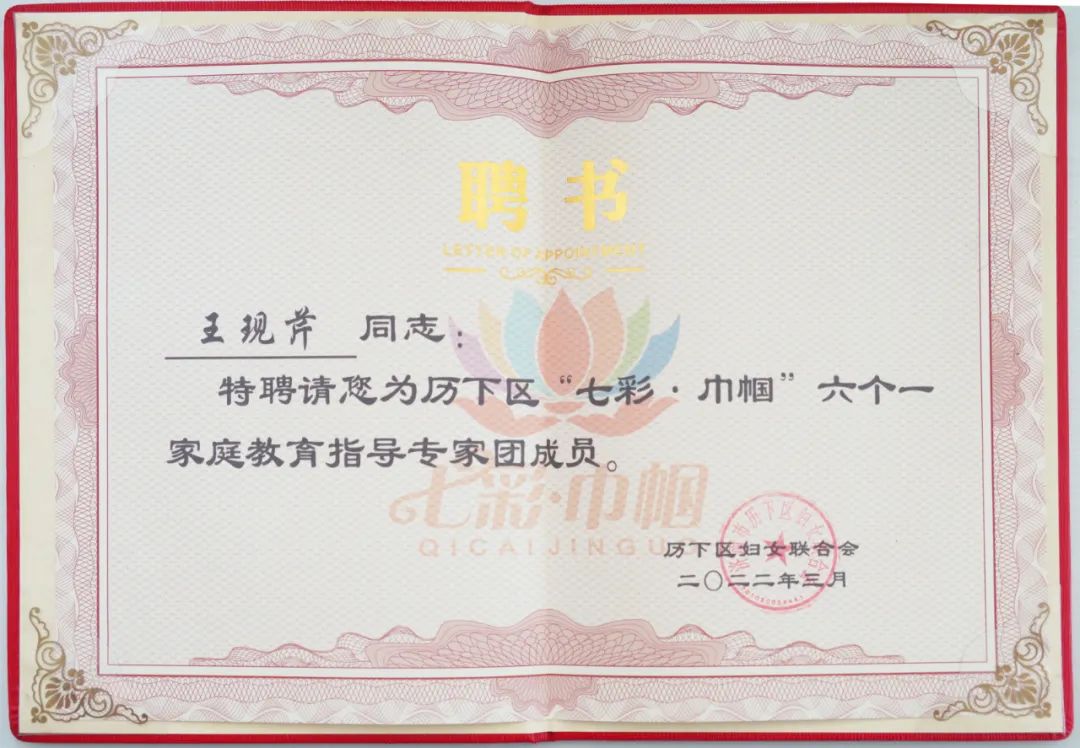 聘书
LETTER OF APPOINTMENT
王现芹 同志：
特聘请您为历下区“七彩·巾帼”六个一
家庭教育指导专家团成员。
七彩·巾帼
QICAIJINGUO
历下区妇女联合会
二〇二二年三月